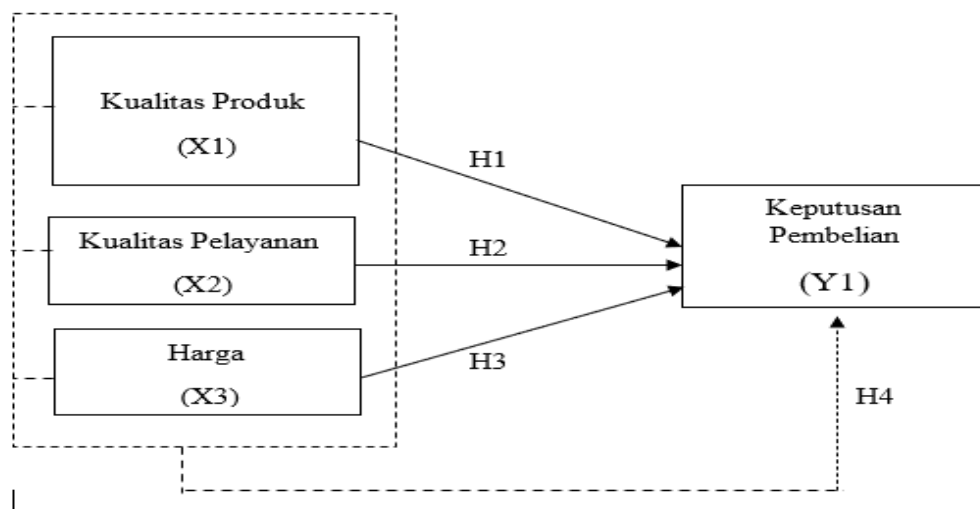 Kualitas Produk
(X1)
H1
Keputusan
Pembelian
(Y1)
Kualitas Pelayanan
(X2)
H2
Harga
(X3)
H3
H4